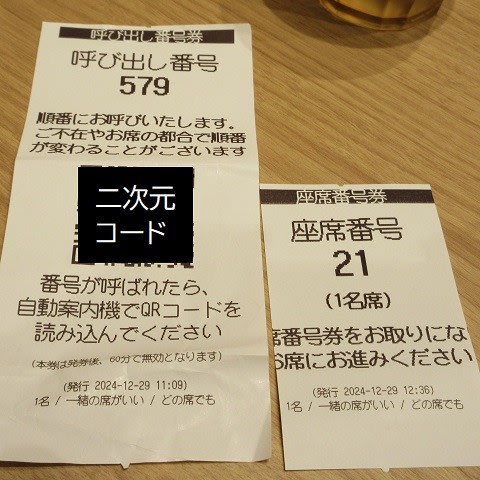 呼び出し番号券
呼び出し番号
579
順番にお呼びいたします。
ご不在やお席の都合で順番
が変わることがございます
二次元
コード
番号が呼ばれたら、
自動案内機でQRコードを
読み込んでください
(本券は発券後、60分で無効となります)
(発行 2024-12-29 11:09)
1名 / 一緒の席がいい / どの席でも
座席番号券
座席番号
21
(1名席)
席番号券をお取りにな
お席にお進みください
(発行 2024-12-29 12:36)
1名 / 一緒の席がいい / どの席でも